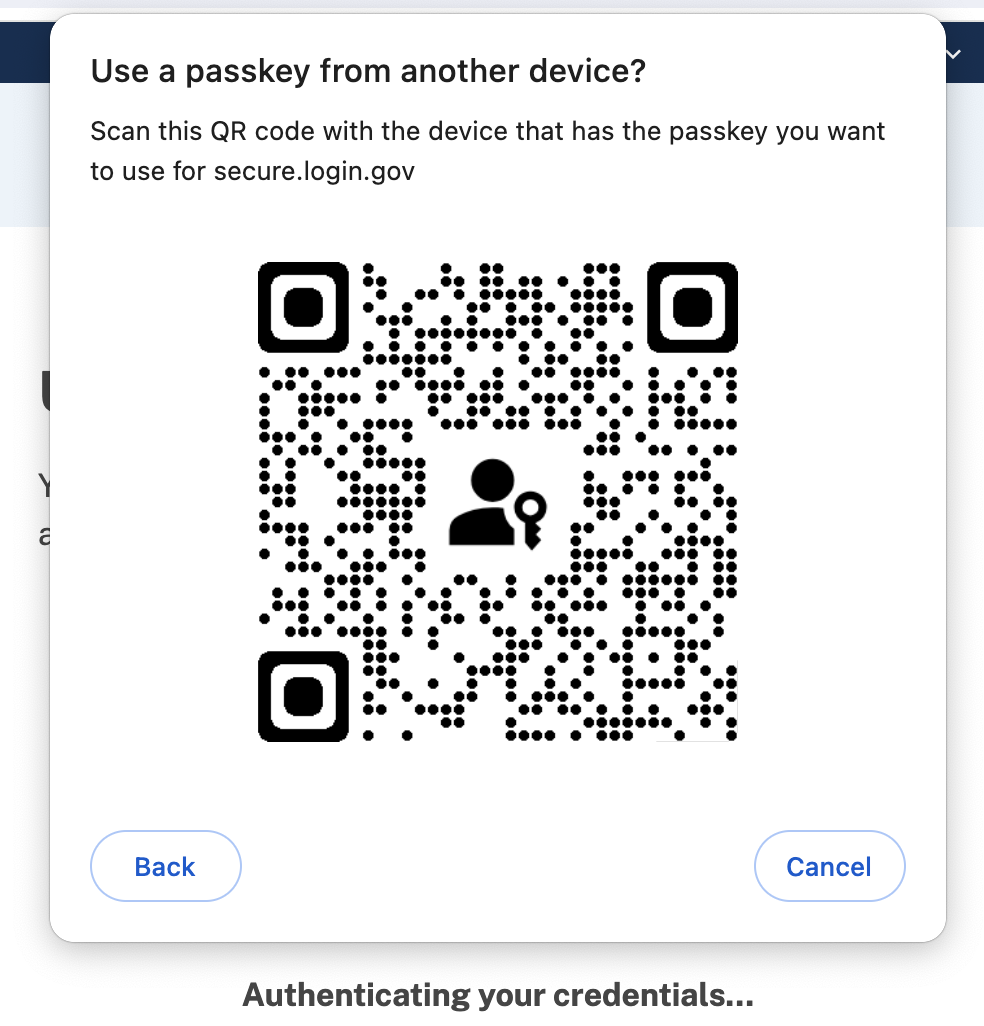 Use a passkey from another device?
Scan this QR code with the device that has the passkey you want
to use for secure.login.gov
Back
Cancel
Authenticating your credentials...